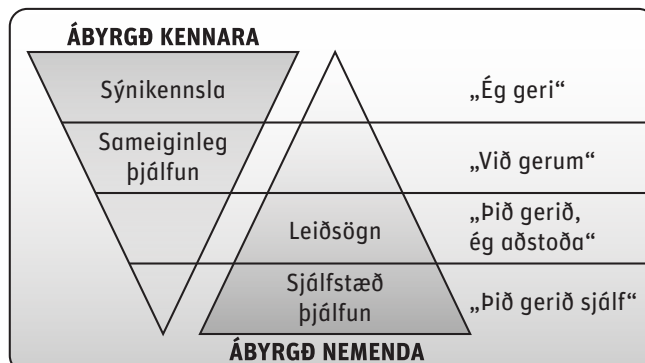 ÁBYRGÐ KENNARA
Sýnikennsla
„Ég geri“
Sameiginleg
þjálfun
„Við gerum“
Leiðsögn
„Þið gerið,
ég aðstoða“
Sjálfstæð
þjálfun
„Þið gerið sjálf“
ÁBYRGÐ NEMENDA